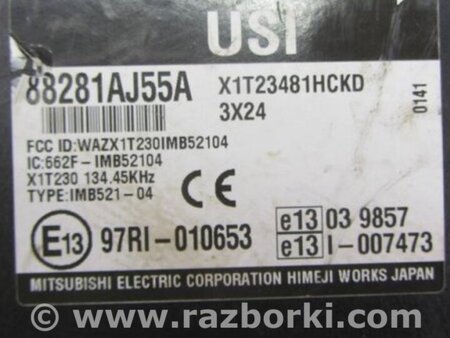 USI
88281AJ55A X1T23481HCKD
3X24
0141
FCC ID:WAZX1T230IMB52104
IC:662F-IMB52104
X1T230 134.45KHz
TYPE:IMB521-04
CE
E13 97RI-010653
e13 03 9857
e13 I-007473
MITSUBISHI ELECTRIC CORPORATION HIMEJI WORKS JAPAN
www.razborki.com